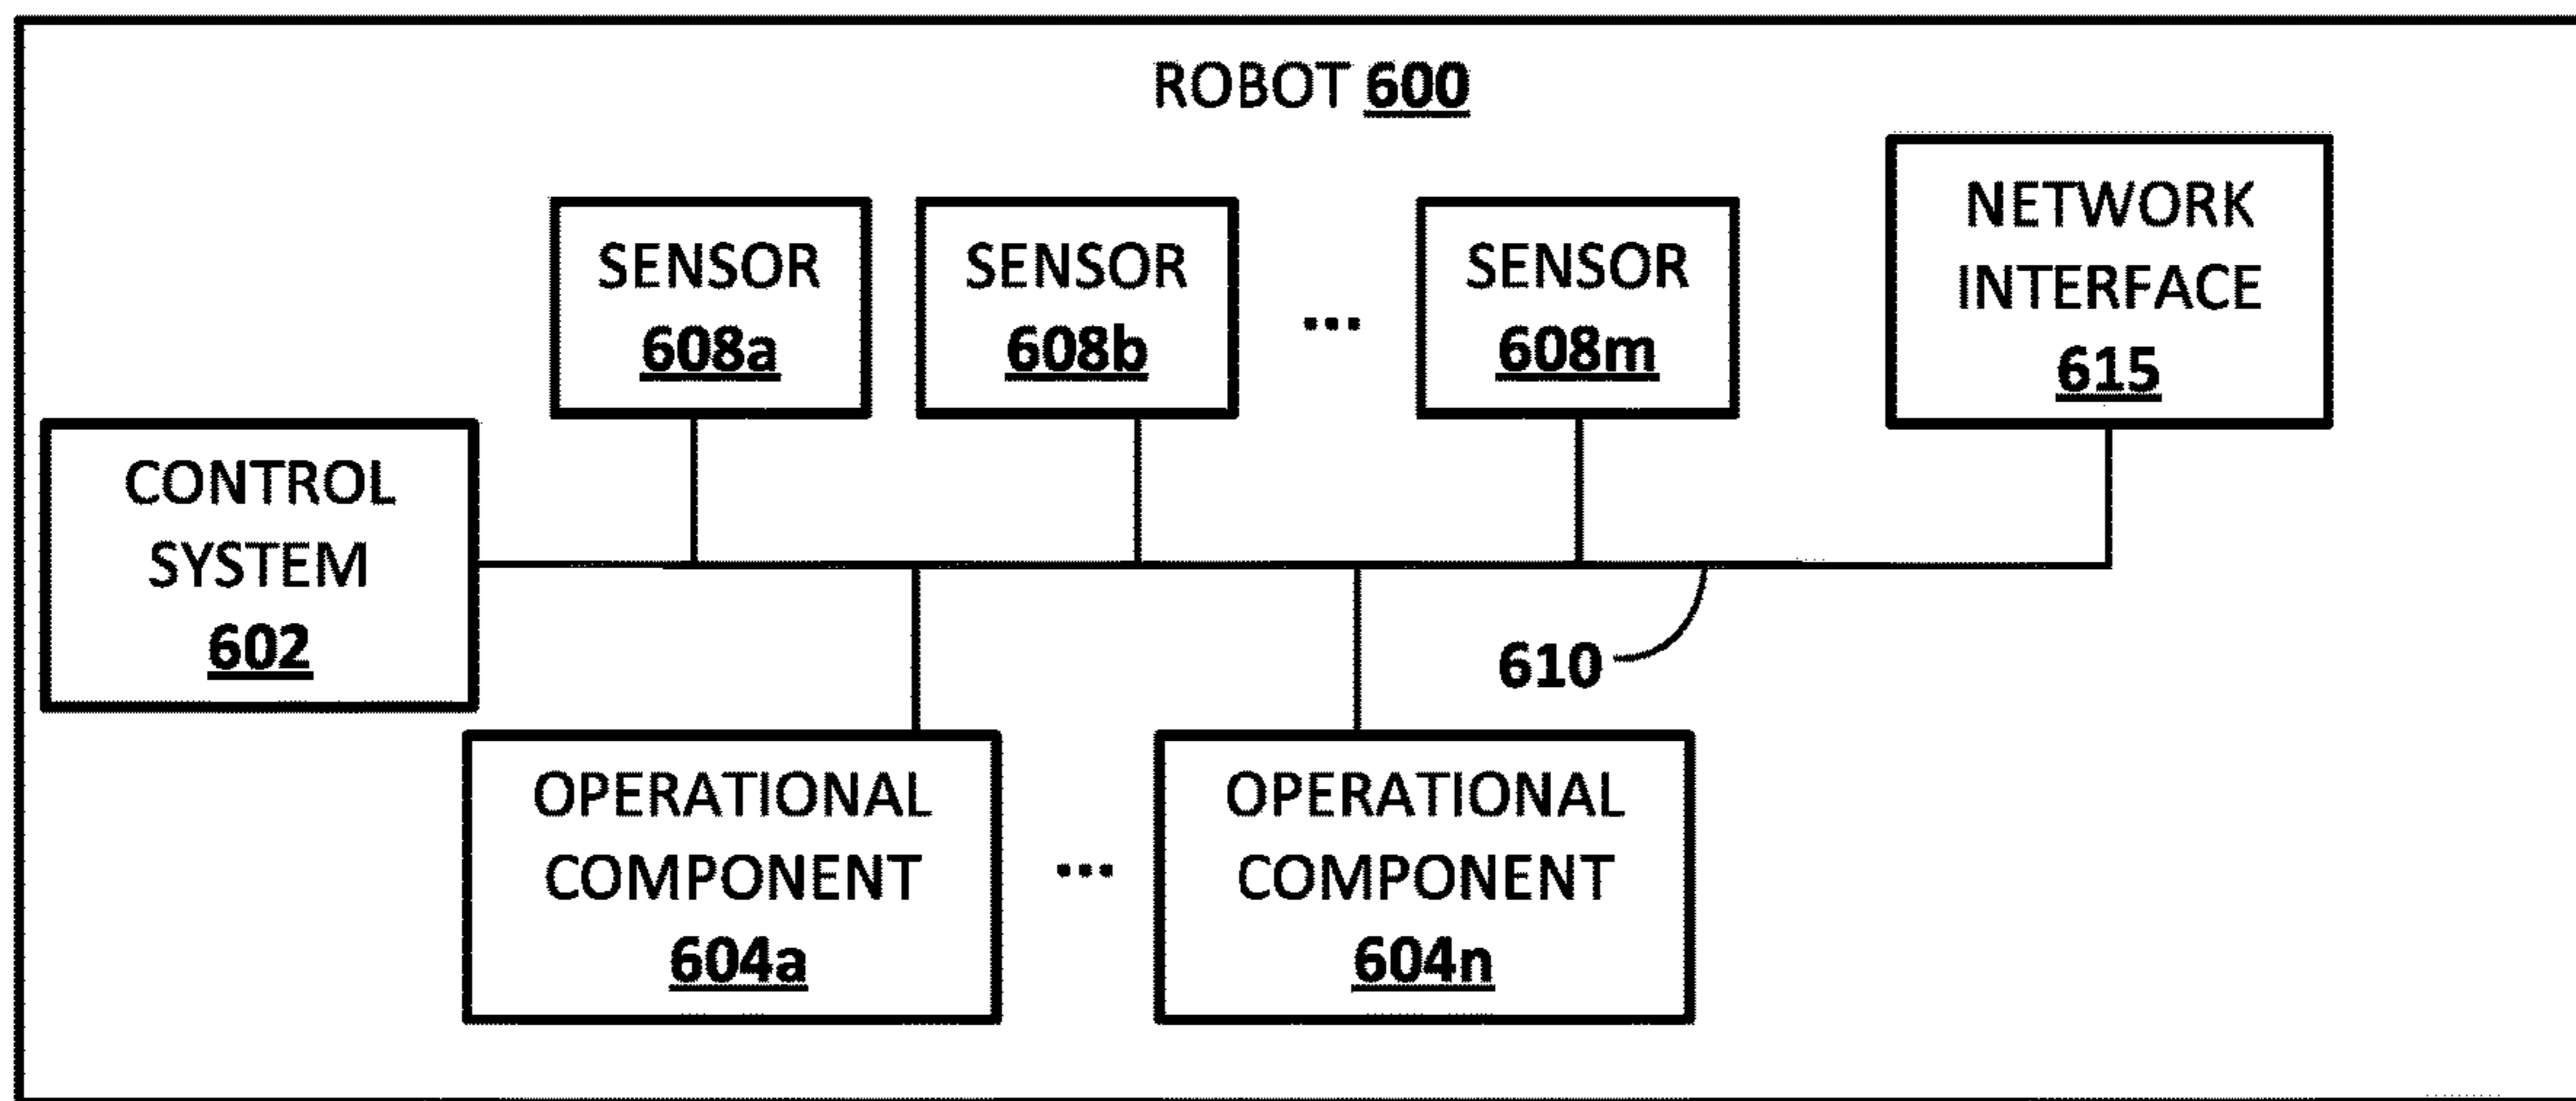 ROBOT 600
SENSOR
608a
SENSOR
608b
...
SENSOR
608m
NETWORK
INTERFACE
615
CONTROL
SYSTEM
602
610
OPERATIONAL
COMPONENT
604a
...
OPERATIONAL
COMPONENT
604n